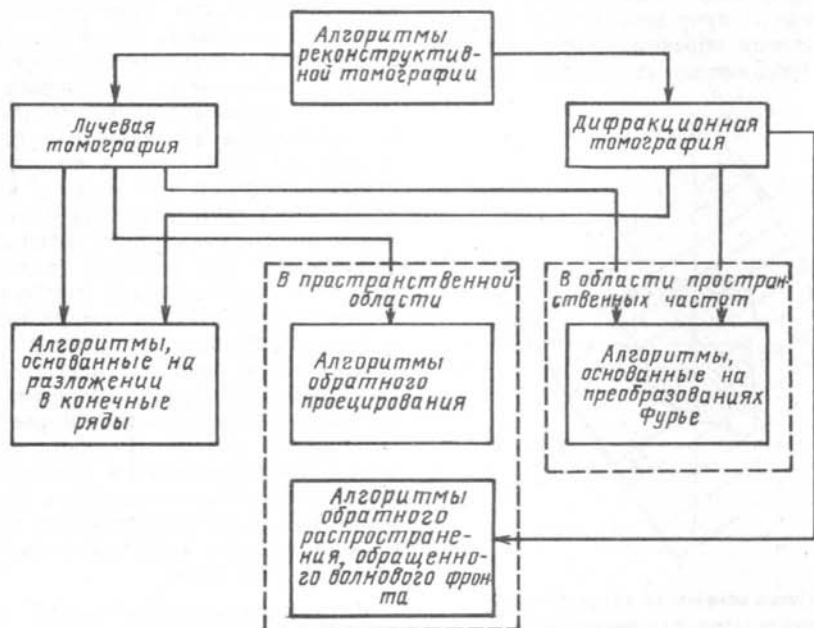 Алгоритмы
реконструктив-
ной томографии
Лучевая
томография
Дифракционная
томография
В пространственной
области
В области простран-
ственных частот
Алгоритмы,
основанные на
разложении
в конечные
ряды
Алгоритмы
обратного
проецирования
Алгоритмы,
основанные на
преобразованиях
Фурье
Алгоритмы
обратного
распростране-
ния, обращенно-
го волнового фрон-
та